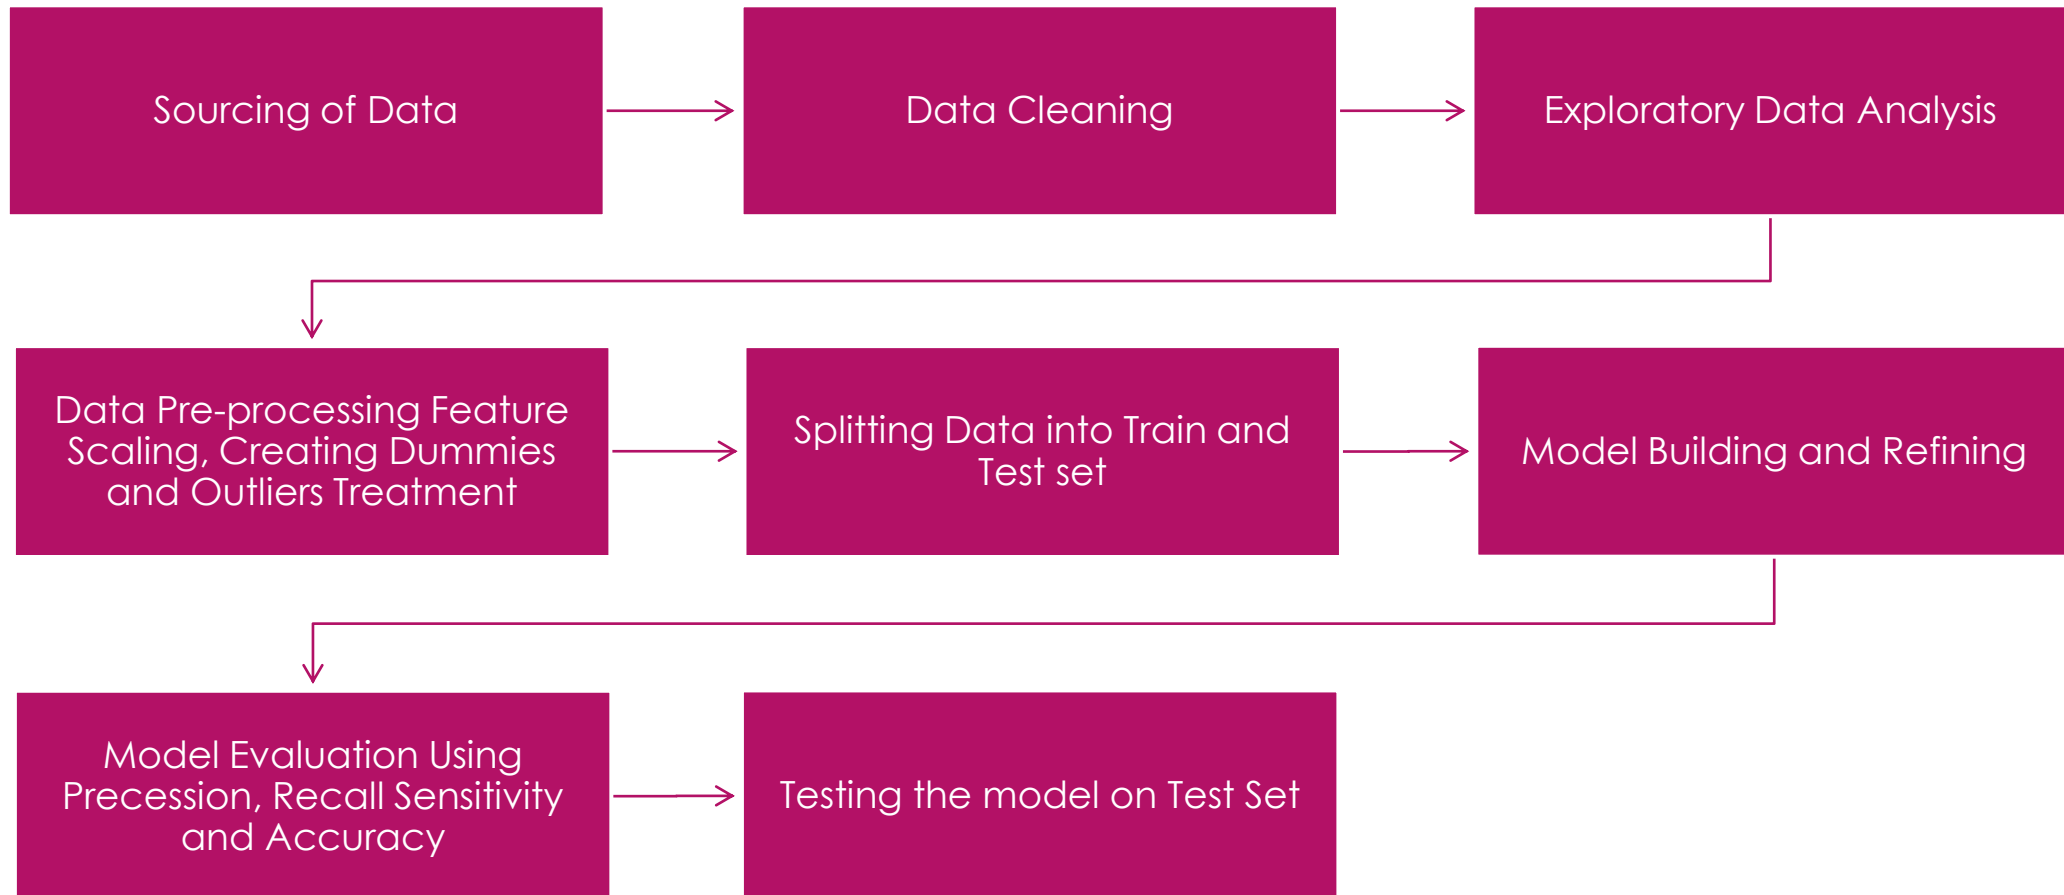 Sourcing of Data
Data Cleaning
Exploratory Data Analysis
Data Pre-processing Feature
Scaling, Creating Dummies
and Outliers Treatment
Splitting Data into Train and
Test set
Model Building and Refining
Model Evaluation Using
Precession, Recall Sensitivity
and Accuracy
Testing the model on Test Set